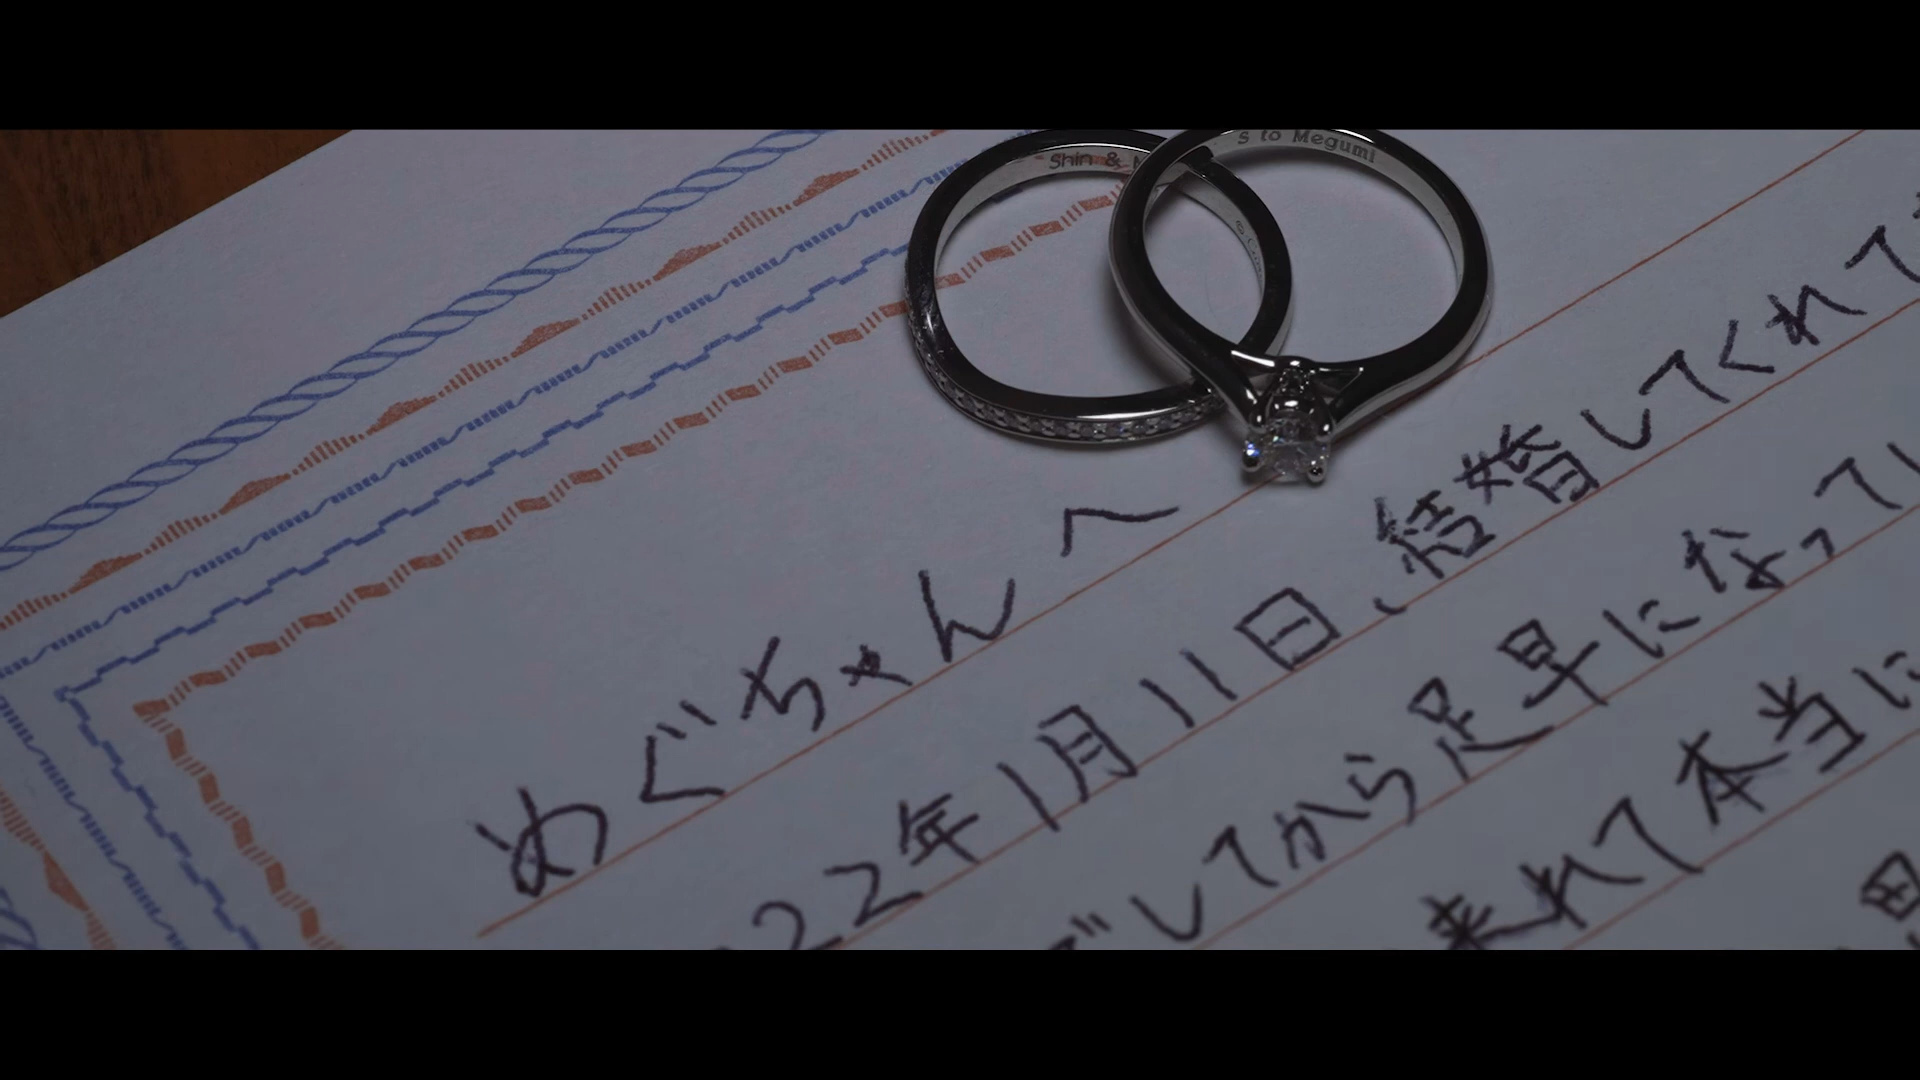 Shin &
S to Megumi
めぐちゃんへ
22年1月11日、結婚してくれて
してから足早になって
来れて本当に
思